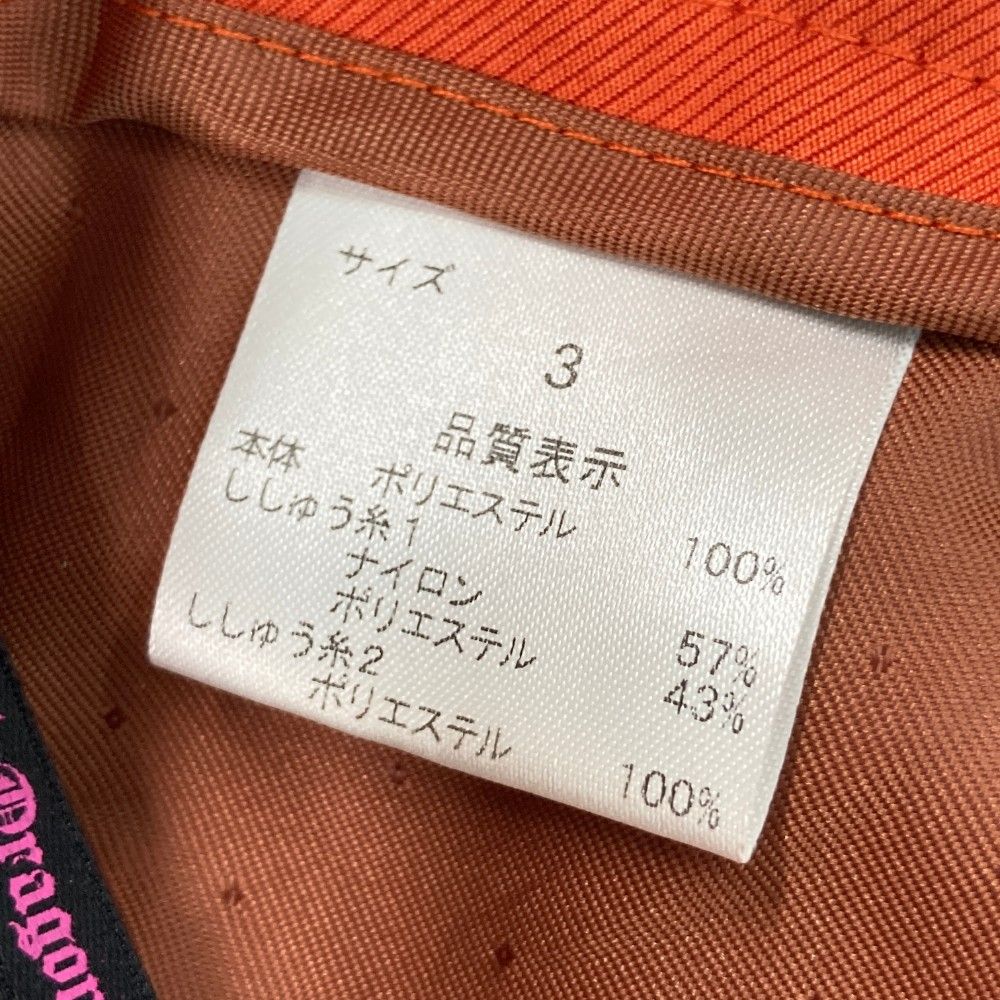 サイズ
3
品質表示
本体 ポリエステル 100%
ししゅう糸1
ナイロン 57%
ポリエステル 43%
ししゅう糸2
ポリエステル 100%